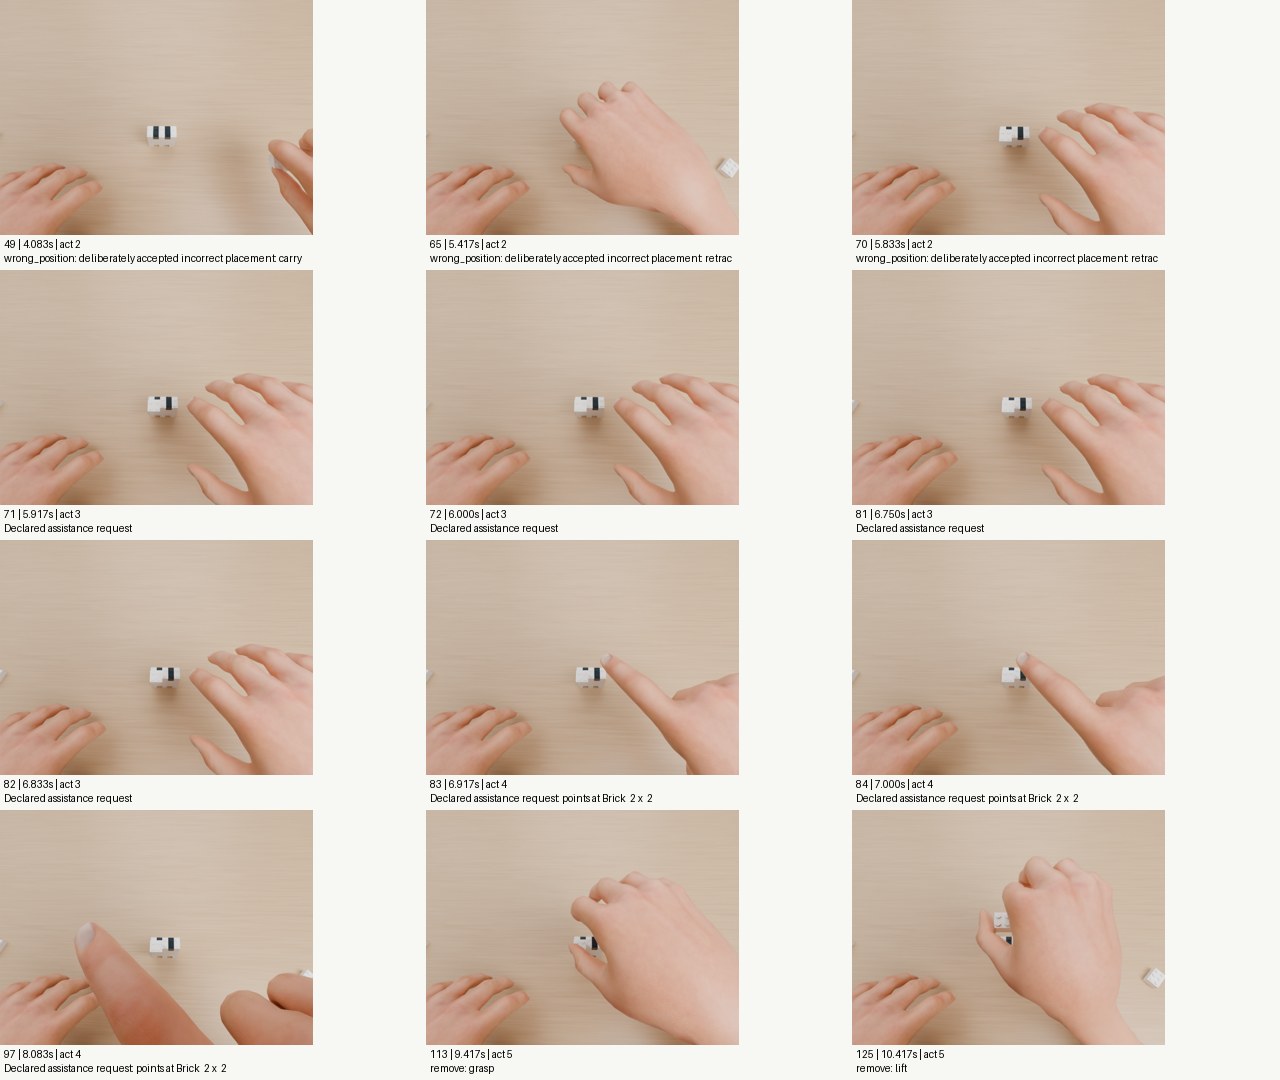 49 | 4.083s | act 2
wrong_position: deliberately accepted incorrect placement: carry
65 | 5.417s | act 2
wrong_position: deliberately accepted incorrect placement: retrac
70 | 5.833s | act 2
wrong_position: deliberately accepted incorrect placement: retrac
71 | 5.917s | act 3
Declared assistance request
72 | 6.000s | act 3
Declared assistance request
81 | 6.750s | act 3
Declared assistance request
82 | 6.833s | act 3
Declared assistance request
83 | 6.917s | act 4
Declared assistance request: points at Brick 2 x 2
84 | 7.000s | act 4
Declared assistance request: points at Brick 2 x 2
97 | 8.083s | act 4
Declared assistance request: points at Brick 2 x 2
113 | 9.417s | act 5
remove: grasp
125 | 10.417s | act 5
remove: lift